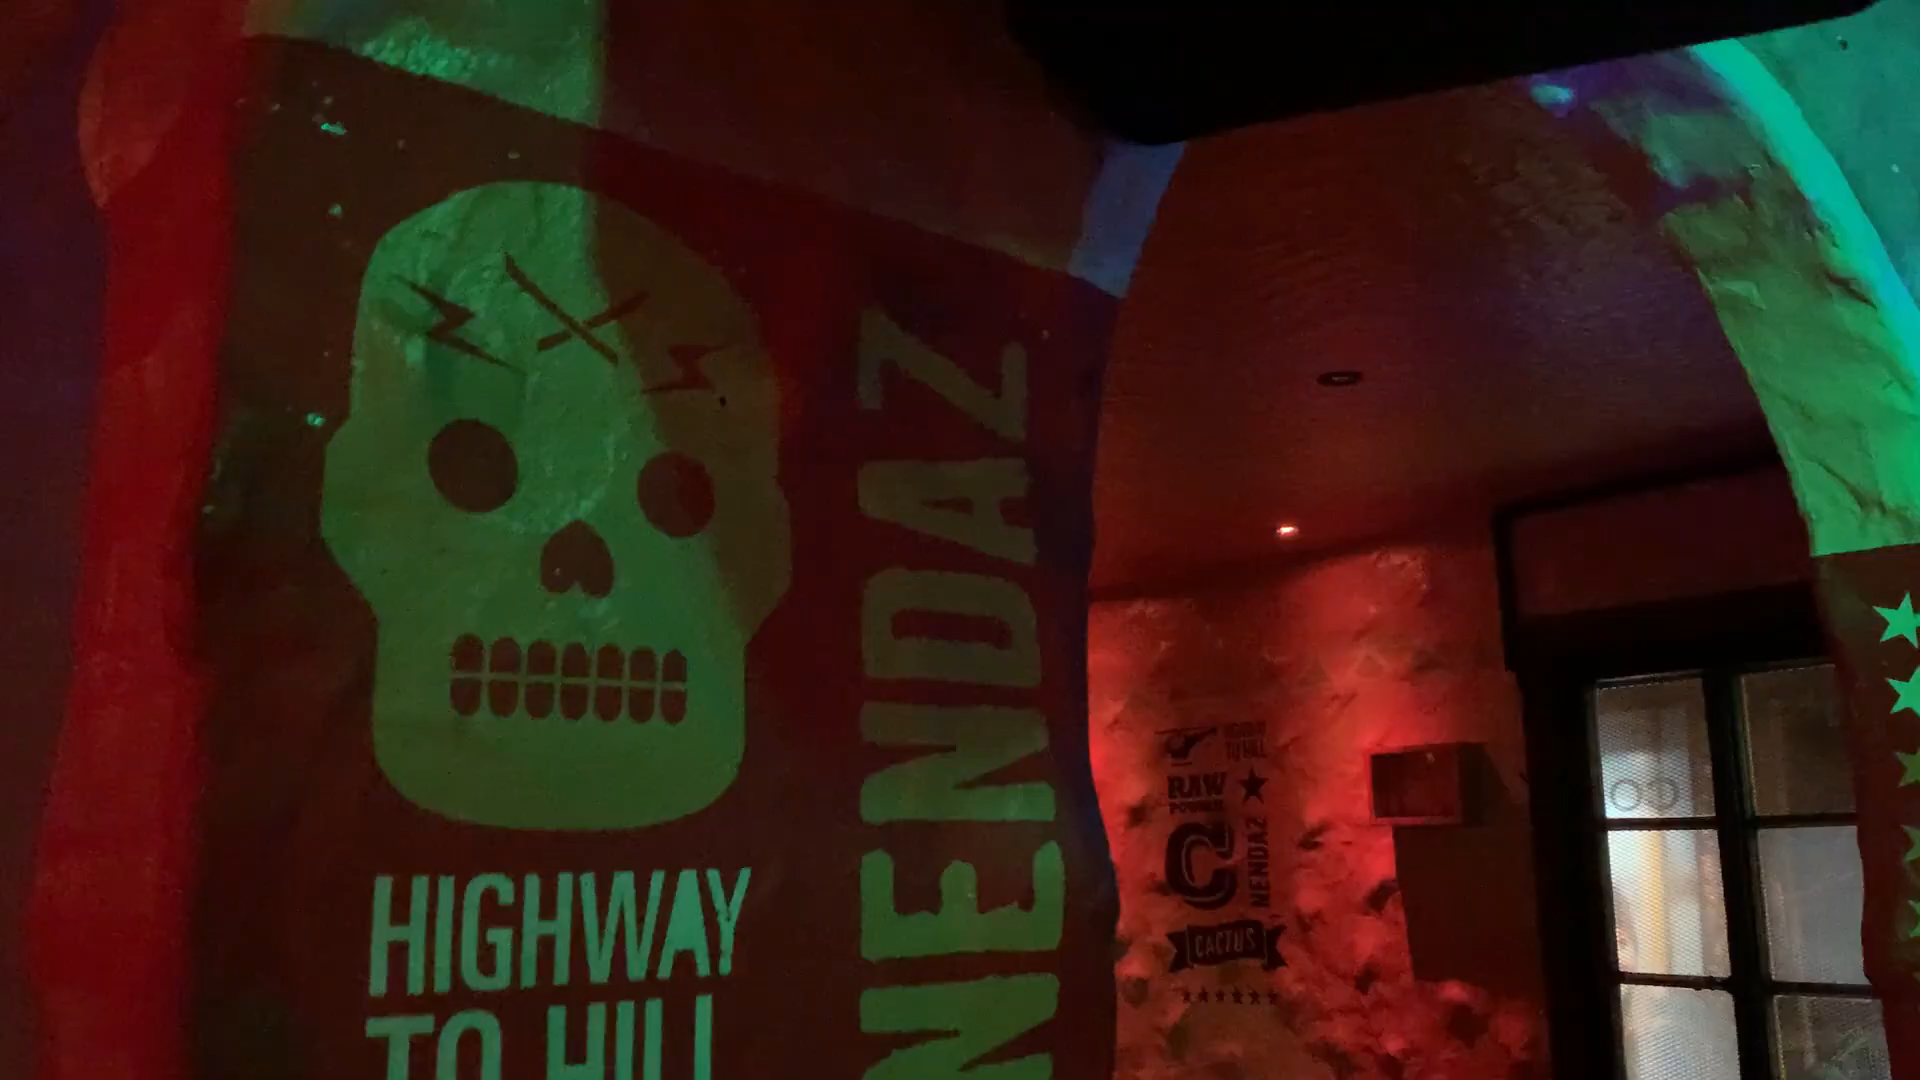 HIGHWAY
TO HILL
NENDAZ
HIGHWAY
TO HILL
RAW
POWER
C
NENDAZ
CACTUS